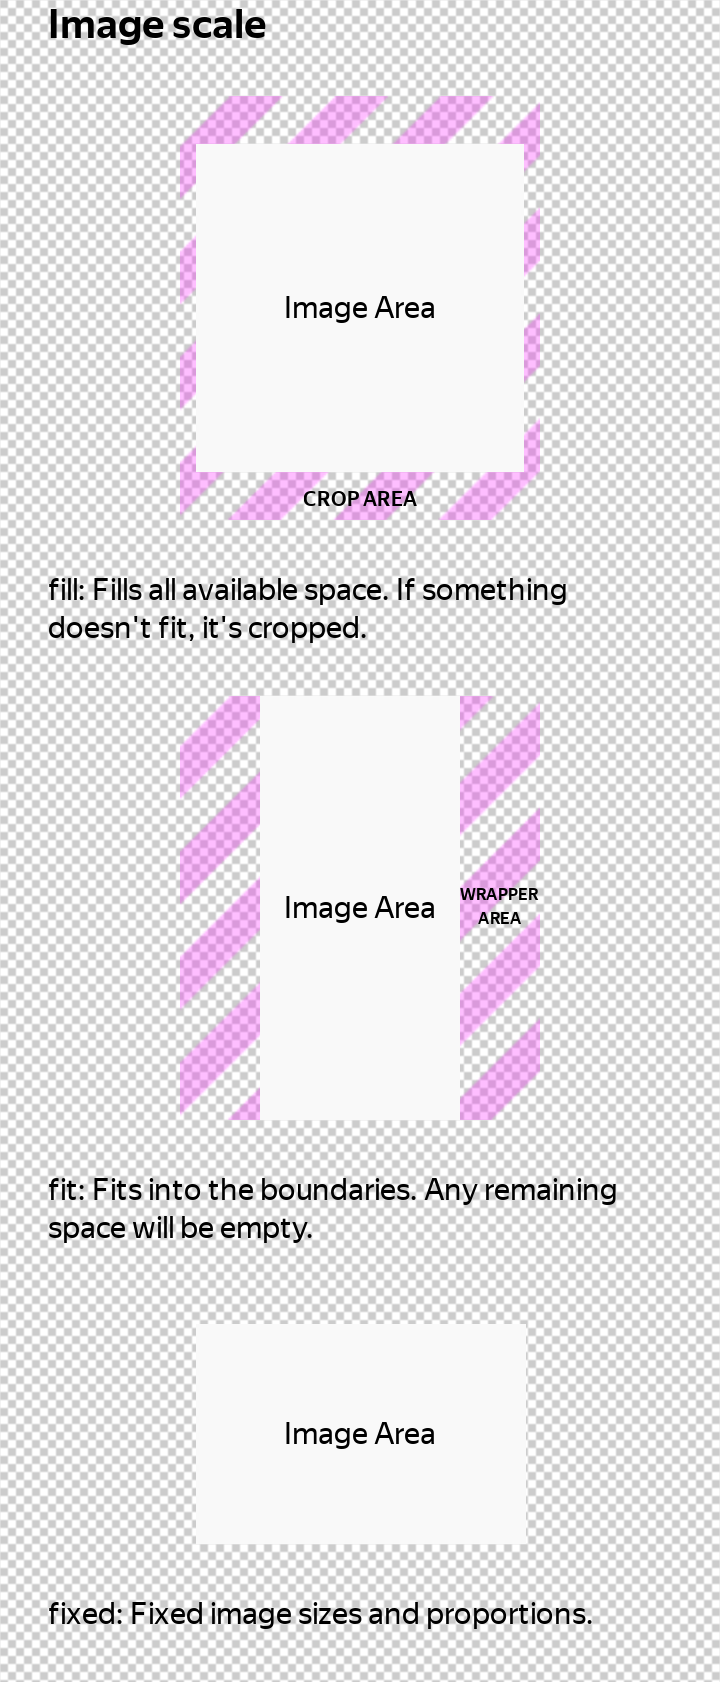 Image scale
Image Area
CROP AREA
fill: Fills all available space. If something
doesn't fit, it's cropped.
Image Area
WRAPPER
AREA
fit: Fits into the boundaries. Any remaining
space will be empty.
Image Area
fixed: Fixed image sizes and proportions.